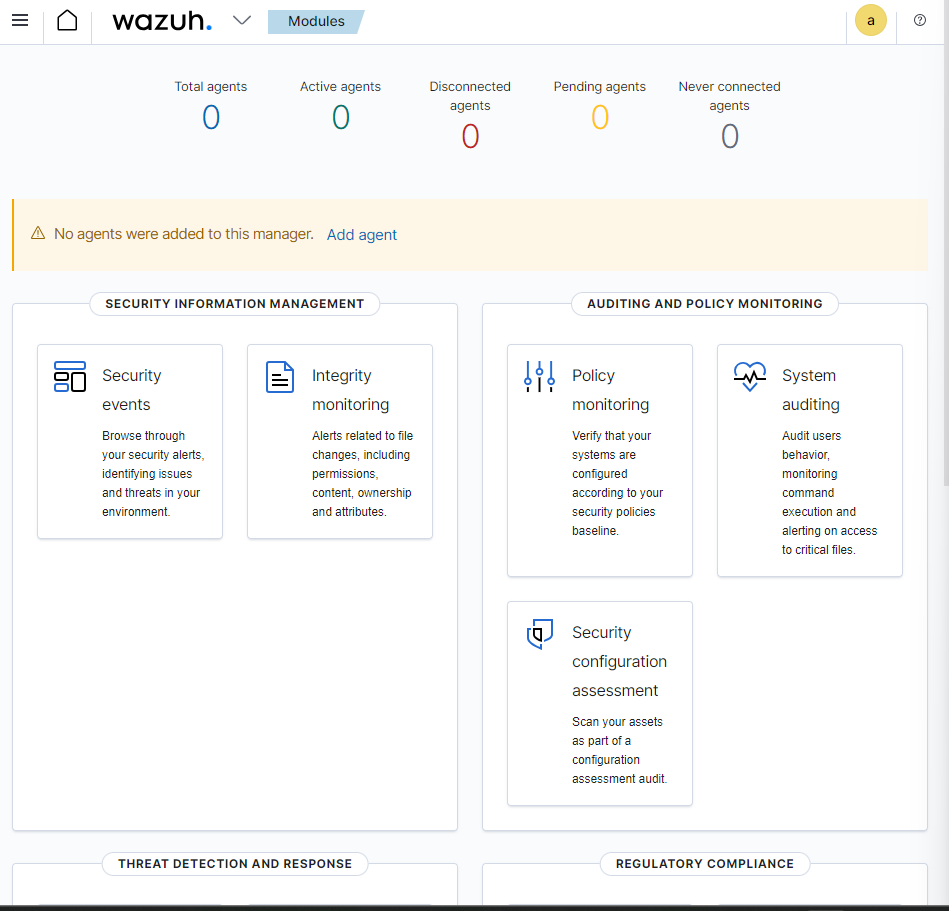 wazuh.
Modules
a
Total agents
0
Active agents
0
Disconnected
agents
0
Pending agents
0
Never connected
agents
0
No agents were added to this manager. Add agent
SECURITY INFORMATION MANAGEMENT
Security
events
Browse through
your security alerts,
identifying issues
and threats in your
environment.
Integrity
monitoring
Alerts related to file
changes, including
permissions,
content, ownership
and attributes.
AUDITING AND POLICY MONITORING
Policy
monitoring
Verify that your
systems are
configured
according to your
security policies
baseline.
System
auditing
Audit users
behavior,
monitoring
command
execution and
alerting on access
to critical files.
Security
configuration
assessment
Scan your assets
as part of a
configuration
assessment audit.
THREAT DETECTION AND RESPONSE
REGULATORY COMPLIANCE